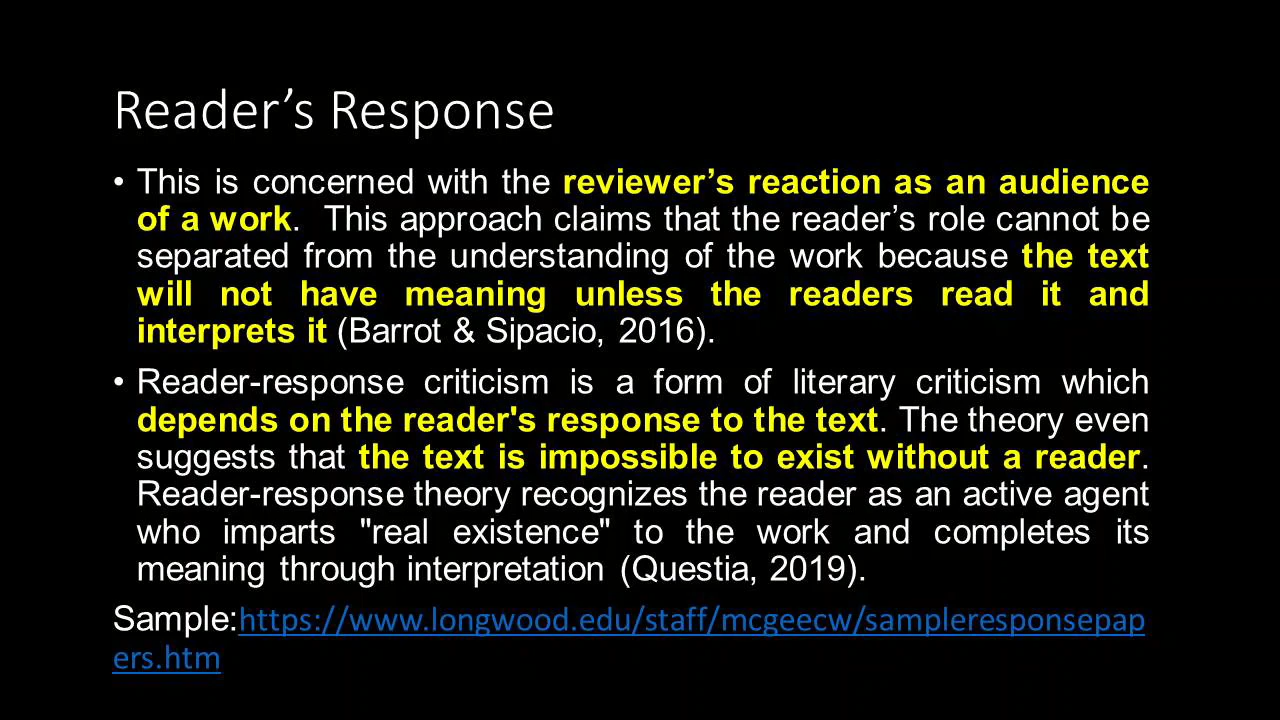 Reader’s Response
• This is concerned with the reviewer’s reaction as an audience
of a work.  This approach claims that the reader’s role cannot be
separated from the understanding of the work because the text
will not have meaning unless the readers read it and
interprets it (Barrot & Sipacio, 2016).
• Reader-response criticism is a form of literary criticism which
depends on the reader's response to the text. The theory even
suggests that the text is impossible to exist without a reader.
Reader-response theory recognizes the reader as an active agent
who imparts "real existence" to the work and completes its
meaning through interpretation (Questia, 2019).
Sample:https://www.longwood.edu/staff/mcgeecw/sampleresponsepap
ers.htm